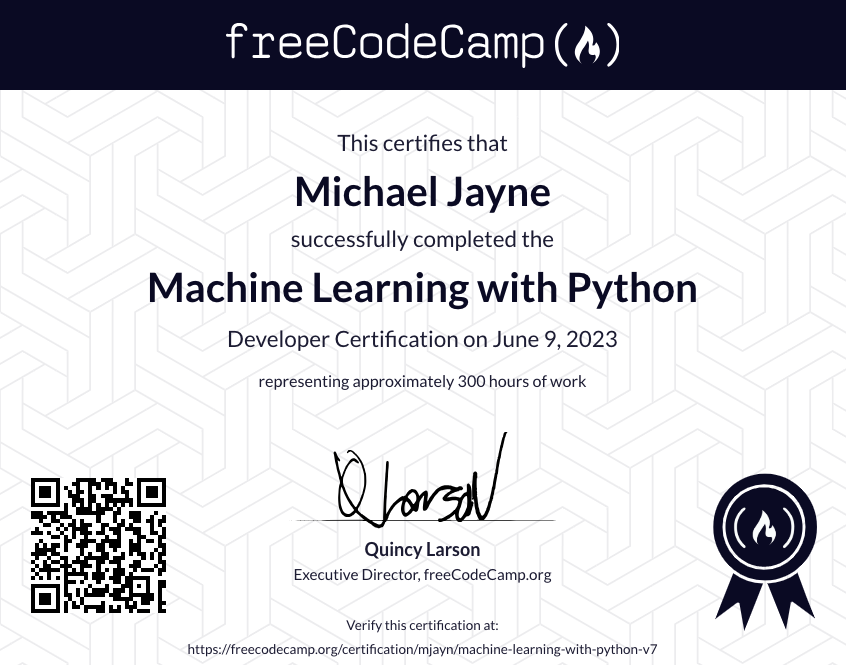 freeCodeCamp
This certifies that
Michael Jayne
successfully completed the
Machine Learning with Python
Developer Certification on June 9, 2023
representing approximately 300 hours of work
Q Larson
Quincy Larson
Executive Director, freeCodeCamp.org
Verify this certification at:
https://freecodecamp.org/certification/mjayn/machine-learning-with-python-v7